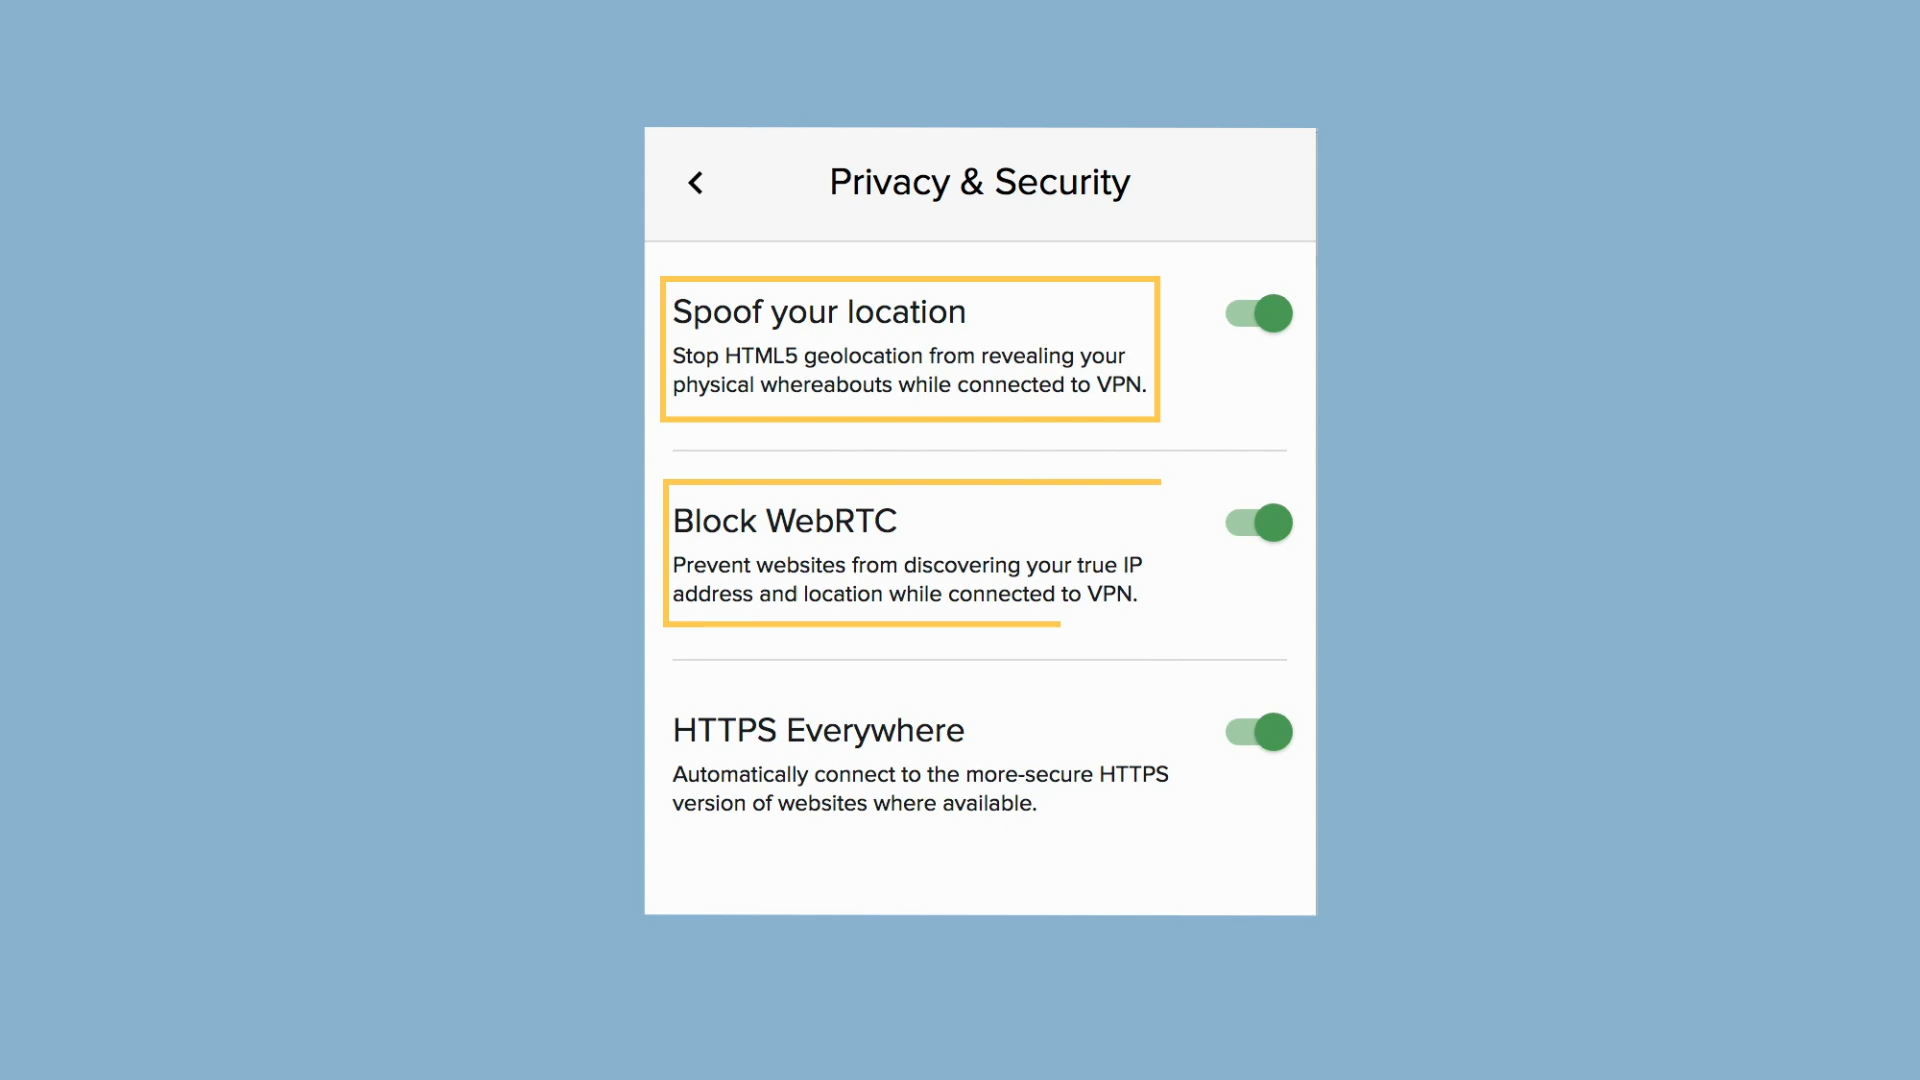 Privacy & Security
Spoof your location
Stop HTML5 geolocation from revealing your
physical whereabouts while connected to VPN.
Block WebRTC
Prevent websites from discovering your true IP
address and location while connected to VPN.
HTTPS Everywhere
Automatically connect to the more-secure HTTPS
version of websites where available.